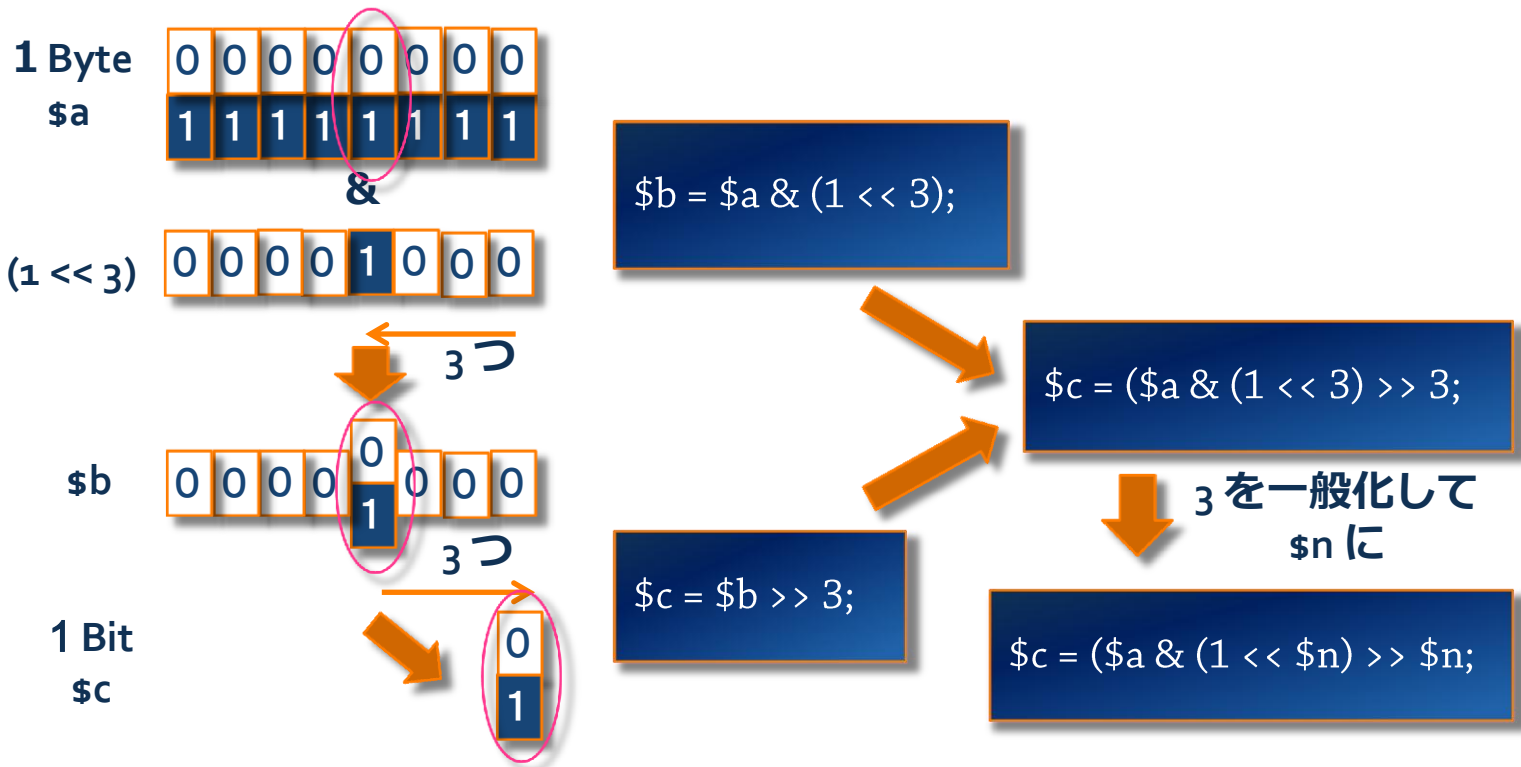 1 Byte
$a
0 0 0 0 0 0 0 0
1 1 1 1 1 1 1 1
&
(1 << 3)
0 0 0 0 1 0 0 0
3 つ
$b
0
0 0 0 0 0 0 0
1
3 つ
1 Bit
$c
0
1
$b = $a & (1 << 3);
$c = $b >> 3;
$c = ($a & (1 << 3) >> 3;
3 を一般化して
$n に
$c = ($a & (1 << $n) >> $n;